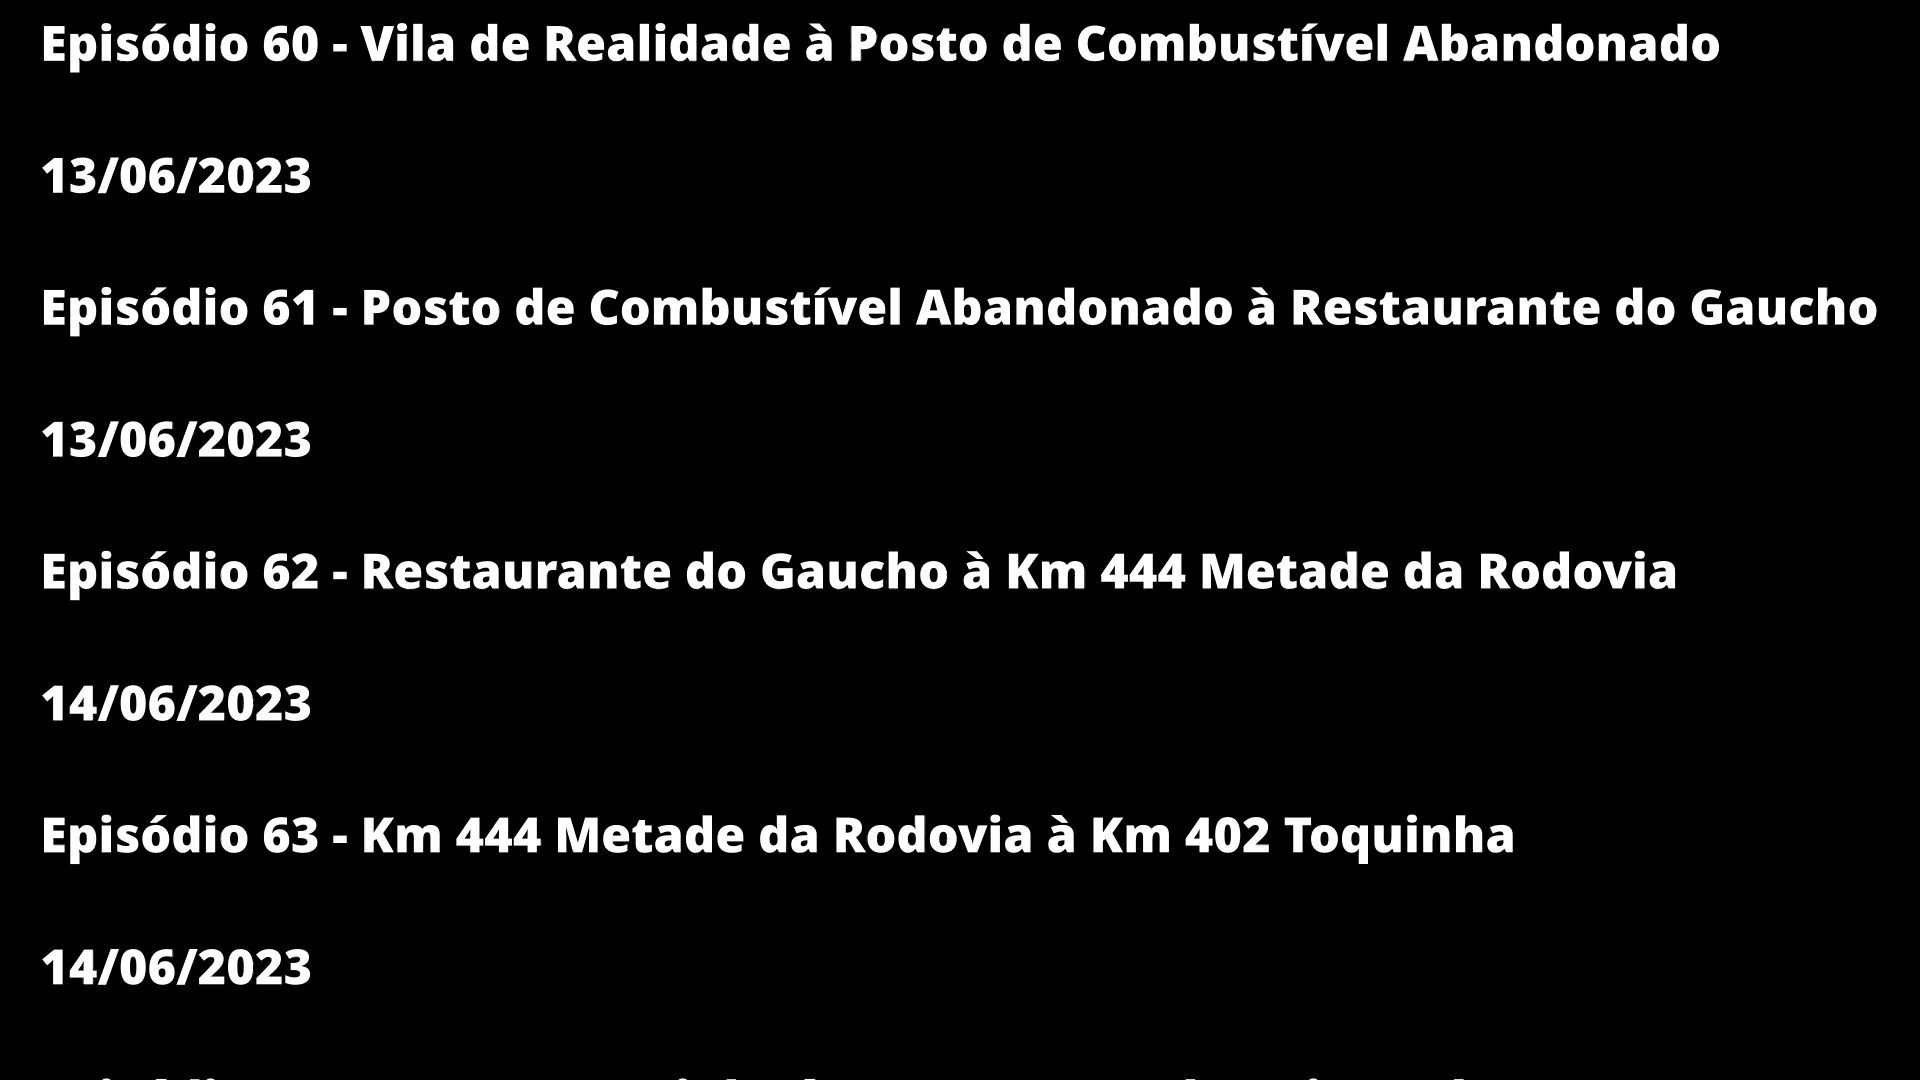 Episódio 60 - Vila de Realidade à Posto de Combustível Abandonado
13/06/2023
Episódio 61 - Posto de Combustível Abandonado à Restaurante do Gaucho
13/06/2023
Episódio 62 - Restaurante do Gaucho à Km 444 Metade da Rodovia
14/06/2023
Episódio 63 - Km 444 Metade da Rodovia à Km 402 Toquinha
14/06/2023